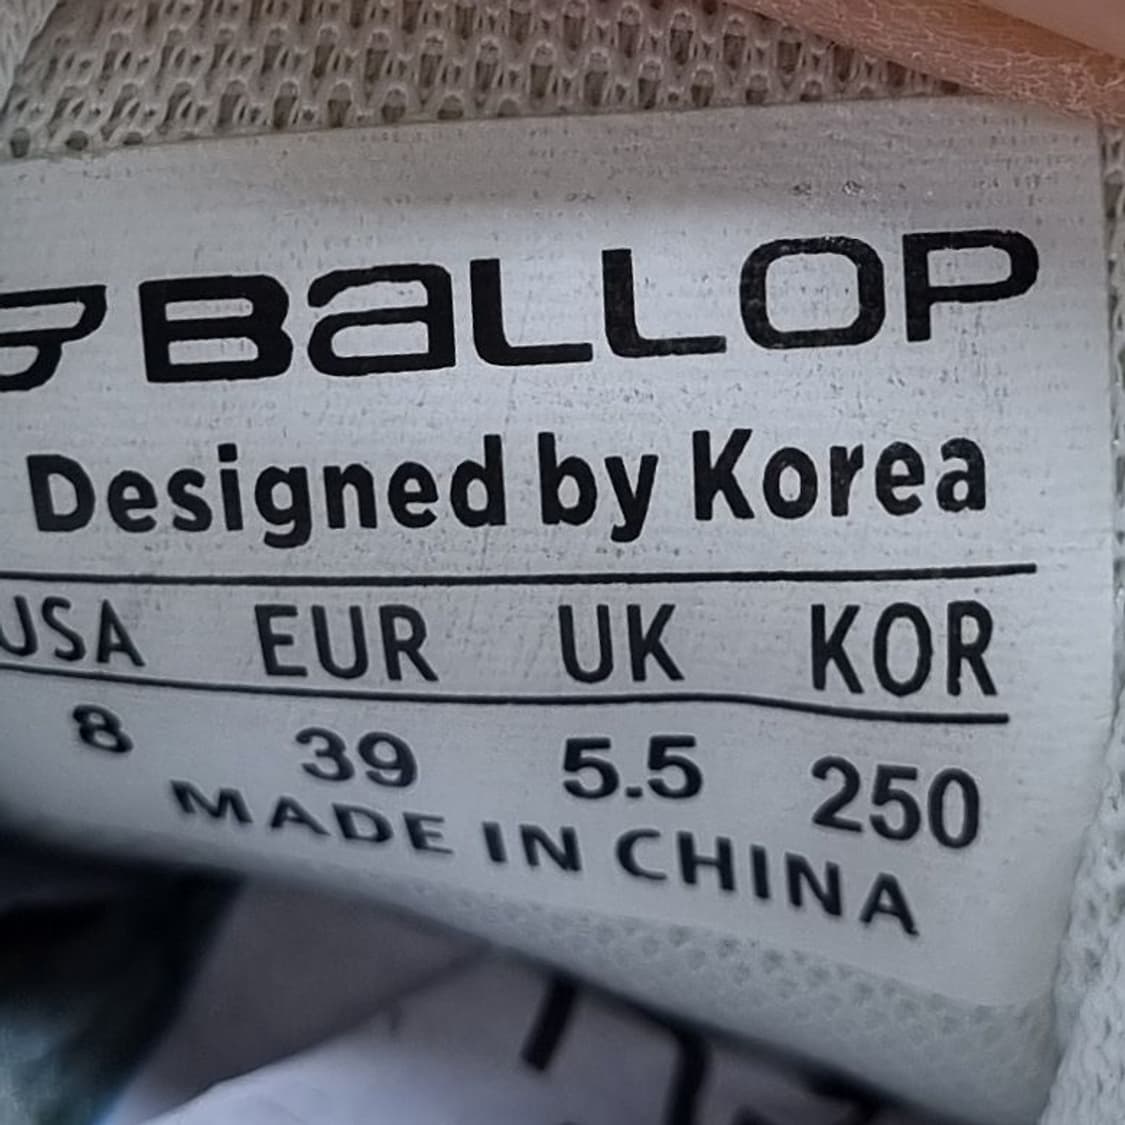 BALLOP
Designed by Korea
USA EUR UK KOR
8 39 5.5 250
MADE IN CHINA